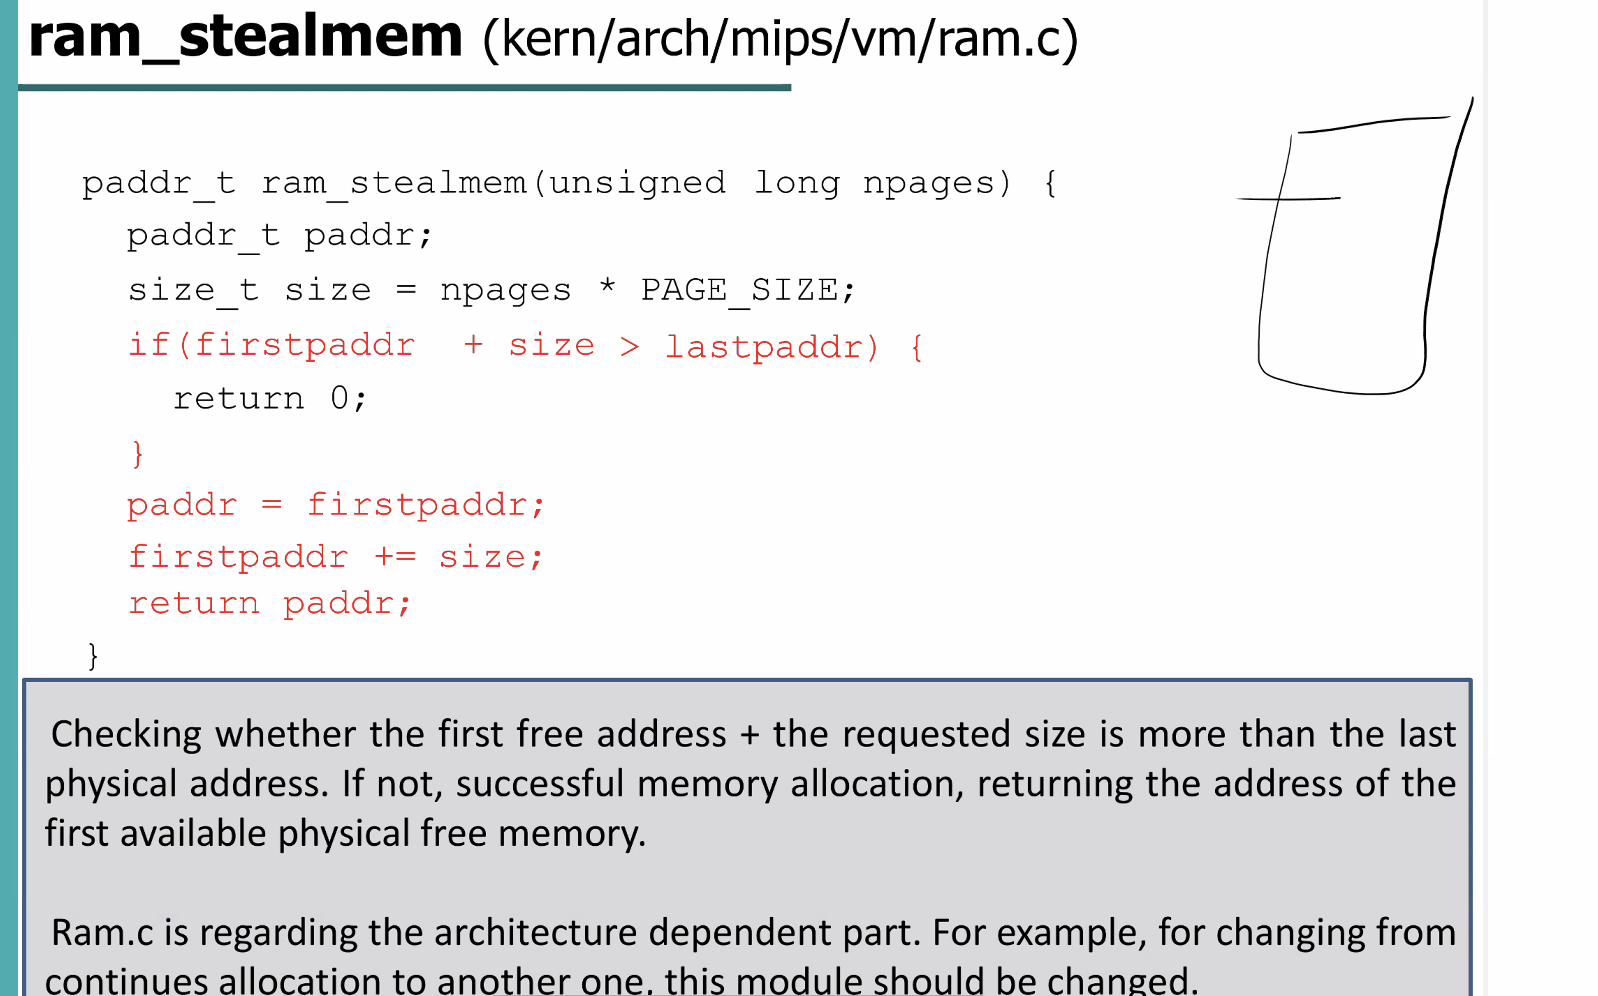 ram_stealmem (kern/arch/mips/vm/ram.c)
paddr_t ram_stealmem(unsigned long npages) {
paddr_t paddr;
size_t size = npages * PAGE_SIZE;
if(firstpaddr + size > lastpaddr) {
return 0;
}
paddr = firstpaddr;
firstpaddr += size;
return paddr;
}
Checking whether the first free address + the requested size is more than the last
physical address. If not, successful memory allocation, returning the address of the
first available physical free memory.
Ram.c is regarding the architecture dependent part. For example, for changing from
continues allocation to another one, this module should be changed.